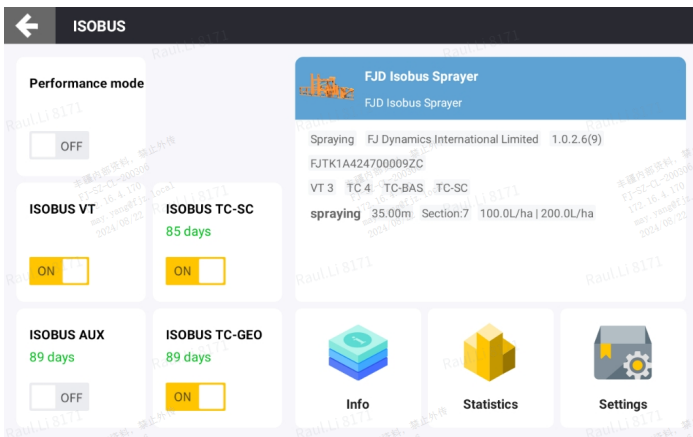 ISOBUS
Performance mode
OFF
ISOBUS VT
ON
ISOBUS TC-SC
85 days
ON
ISOBUS AUX
89 days
OFF
ISOBUS TC-GEO
89 days
ON
FJD Isobus Sprayer
FJD Isobus Sprayer
Spraying FJ Dynamics International Limited 1.0.2.6(9)
FJTK1A424700009ZC
VT 3 TC 4 TC-BAS TC-SC
spraying 35.00m Section:7 100.0L/ha | 200.0L/ha
Info
Statistics
Settings
Raul.Li 8171